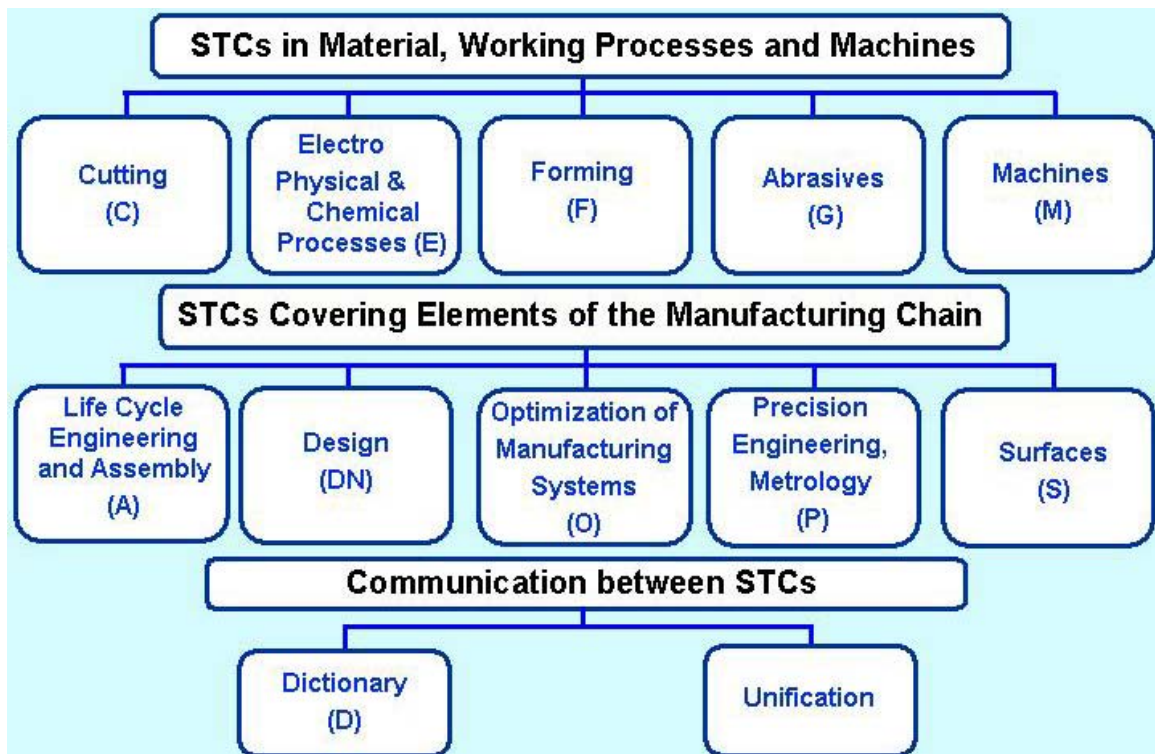 STCs in Material, Working Processes and Machines
Cutting
(C)
Electro
Physical &
Chemical
Processes (E)
Forming
(F)
Abrasives
(G)
Machines
(M)
STCs Covering Elements of the Manufacturing Chain
Life Cycle
Engineering
and Assembly
(A)
Design
(DN)
Optimization of
Manufacturing
Systems
(O)
Precision
Engineering,
Metrology
(P)
Surfaces
(S)
Communication between STCs
Dictionary
(D)
Unification